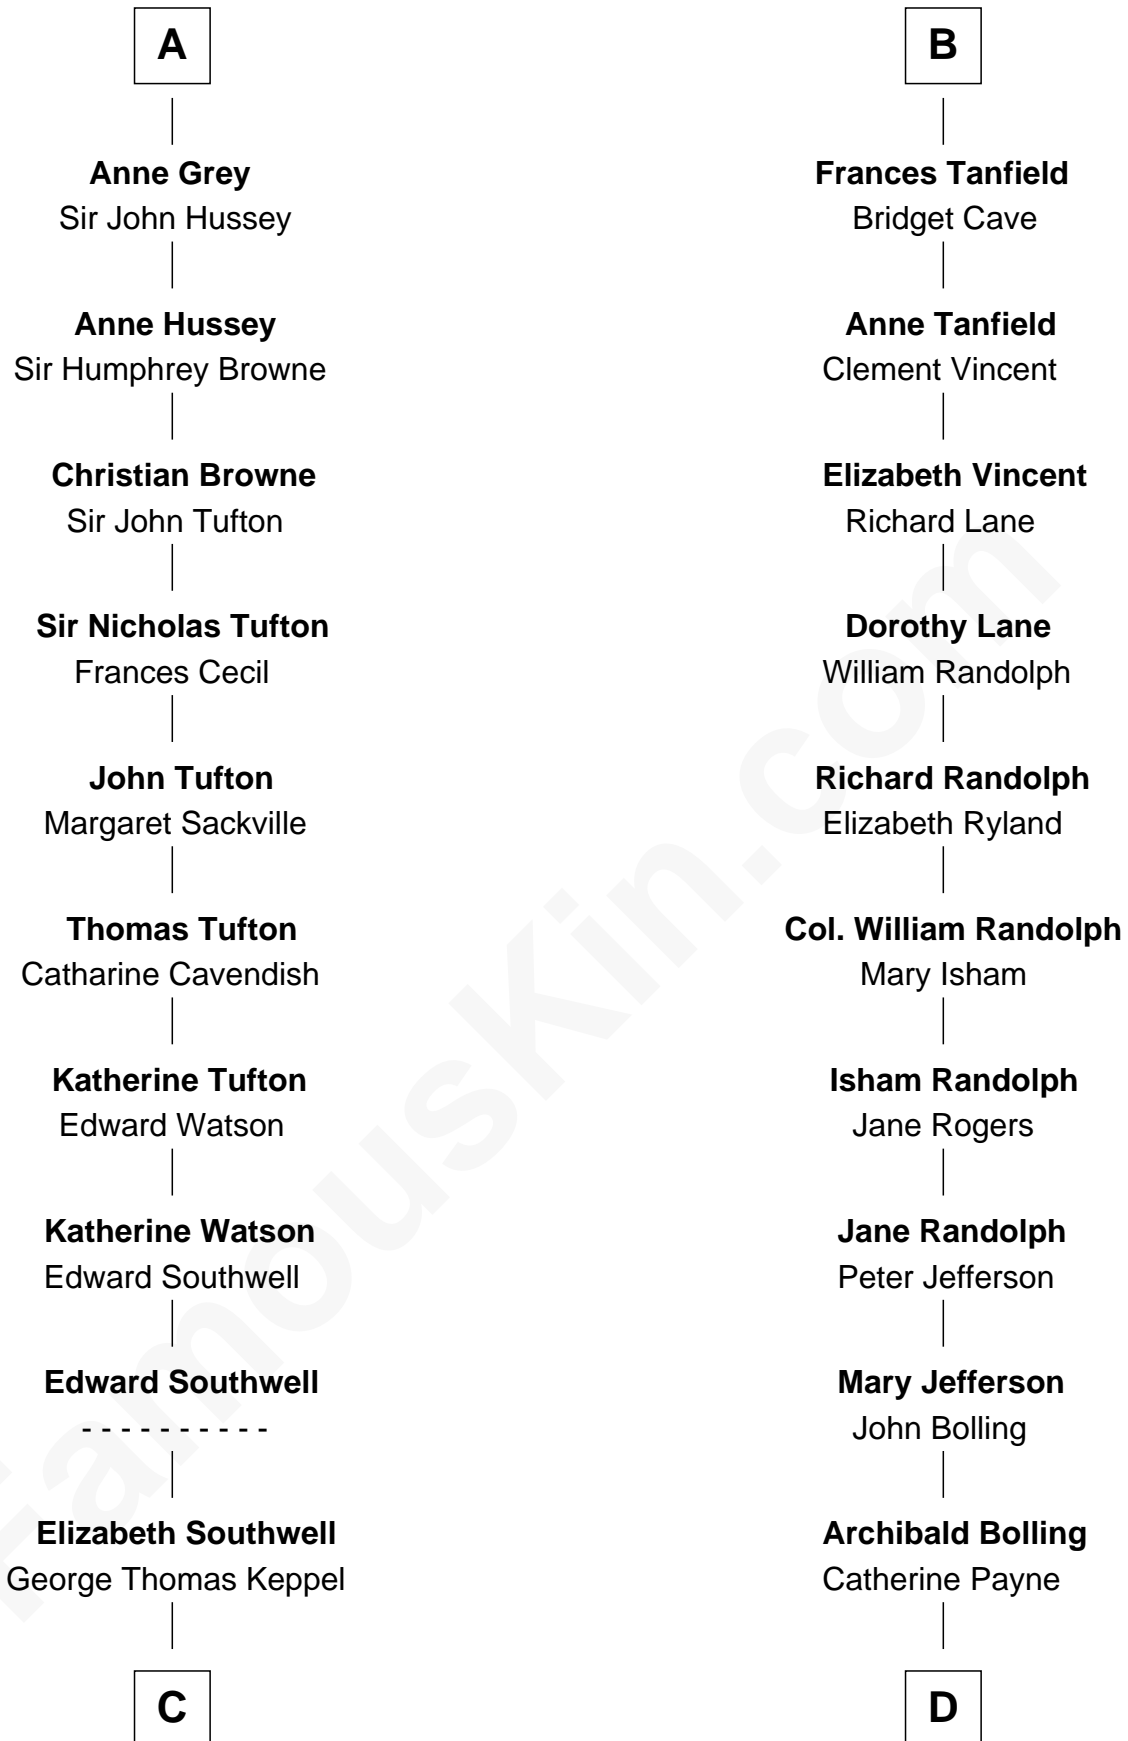 A
Anne Grey
Sir John Hussey
Anne Hussey
Sir Humphrey Browne
Christian Browne
Sir John Tufton
Sir Nicholas Tufton
Frances Cecil
John Tufton
Margaret Sackville
Thomas Tufton
Catharine Cavendish
Katherine Tufton
Edward Watson
Katherine Watson
Edward Southwell
Edward Southwell
- - - - - - - - - -
Elizabeth Southwell
George Thomas Keppel
C
B
Frances Tanfield
Bridget Cave
Anne Tanfield
Clement Vincent
Elizabeth Vincent
Richard Lane
Dorothy Lane
William Randolph
Richard Randolph
Elizabeth Ryland
Col. William Randolph
Mary Isham
Isham Randolph
Jane Rogers
Jane Randolph
Peter Jefferson
Mary Jefferson
John Bolling
Archibald Bolling
Catherine Payne
D
FamousKin.com